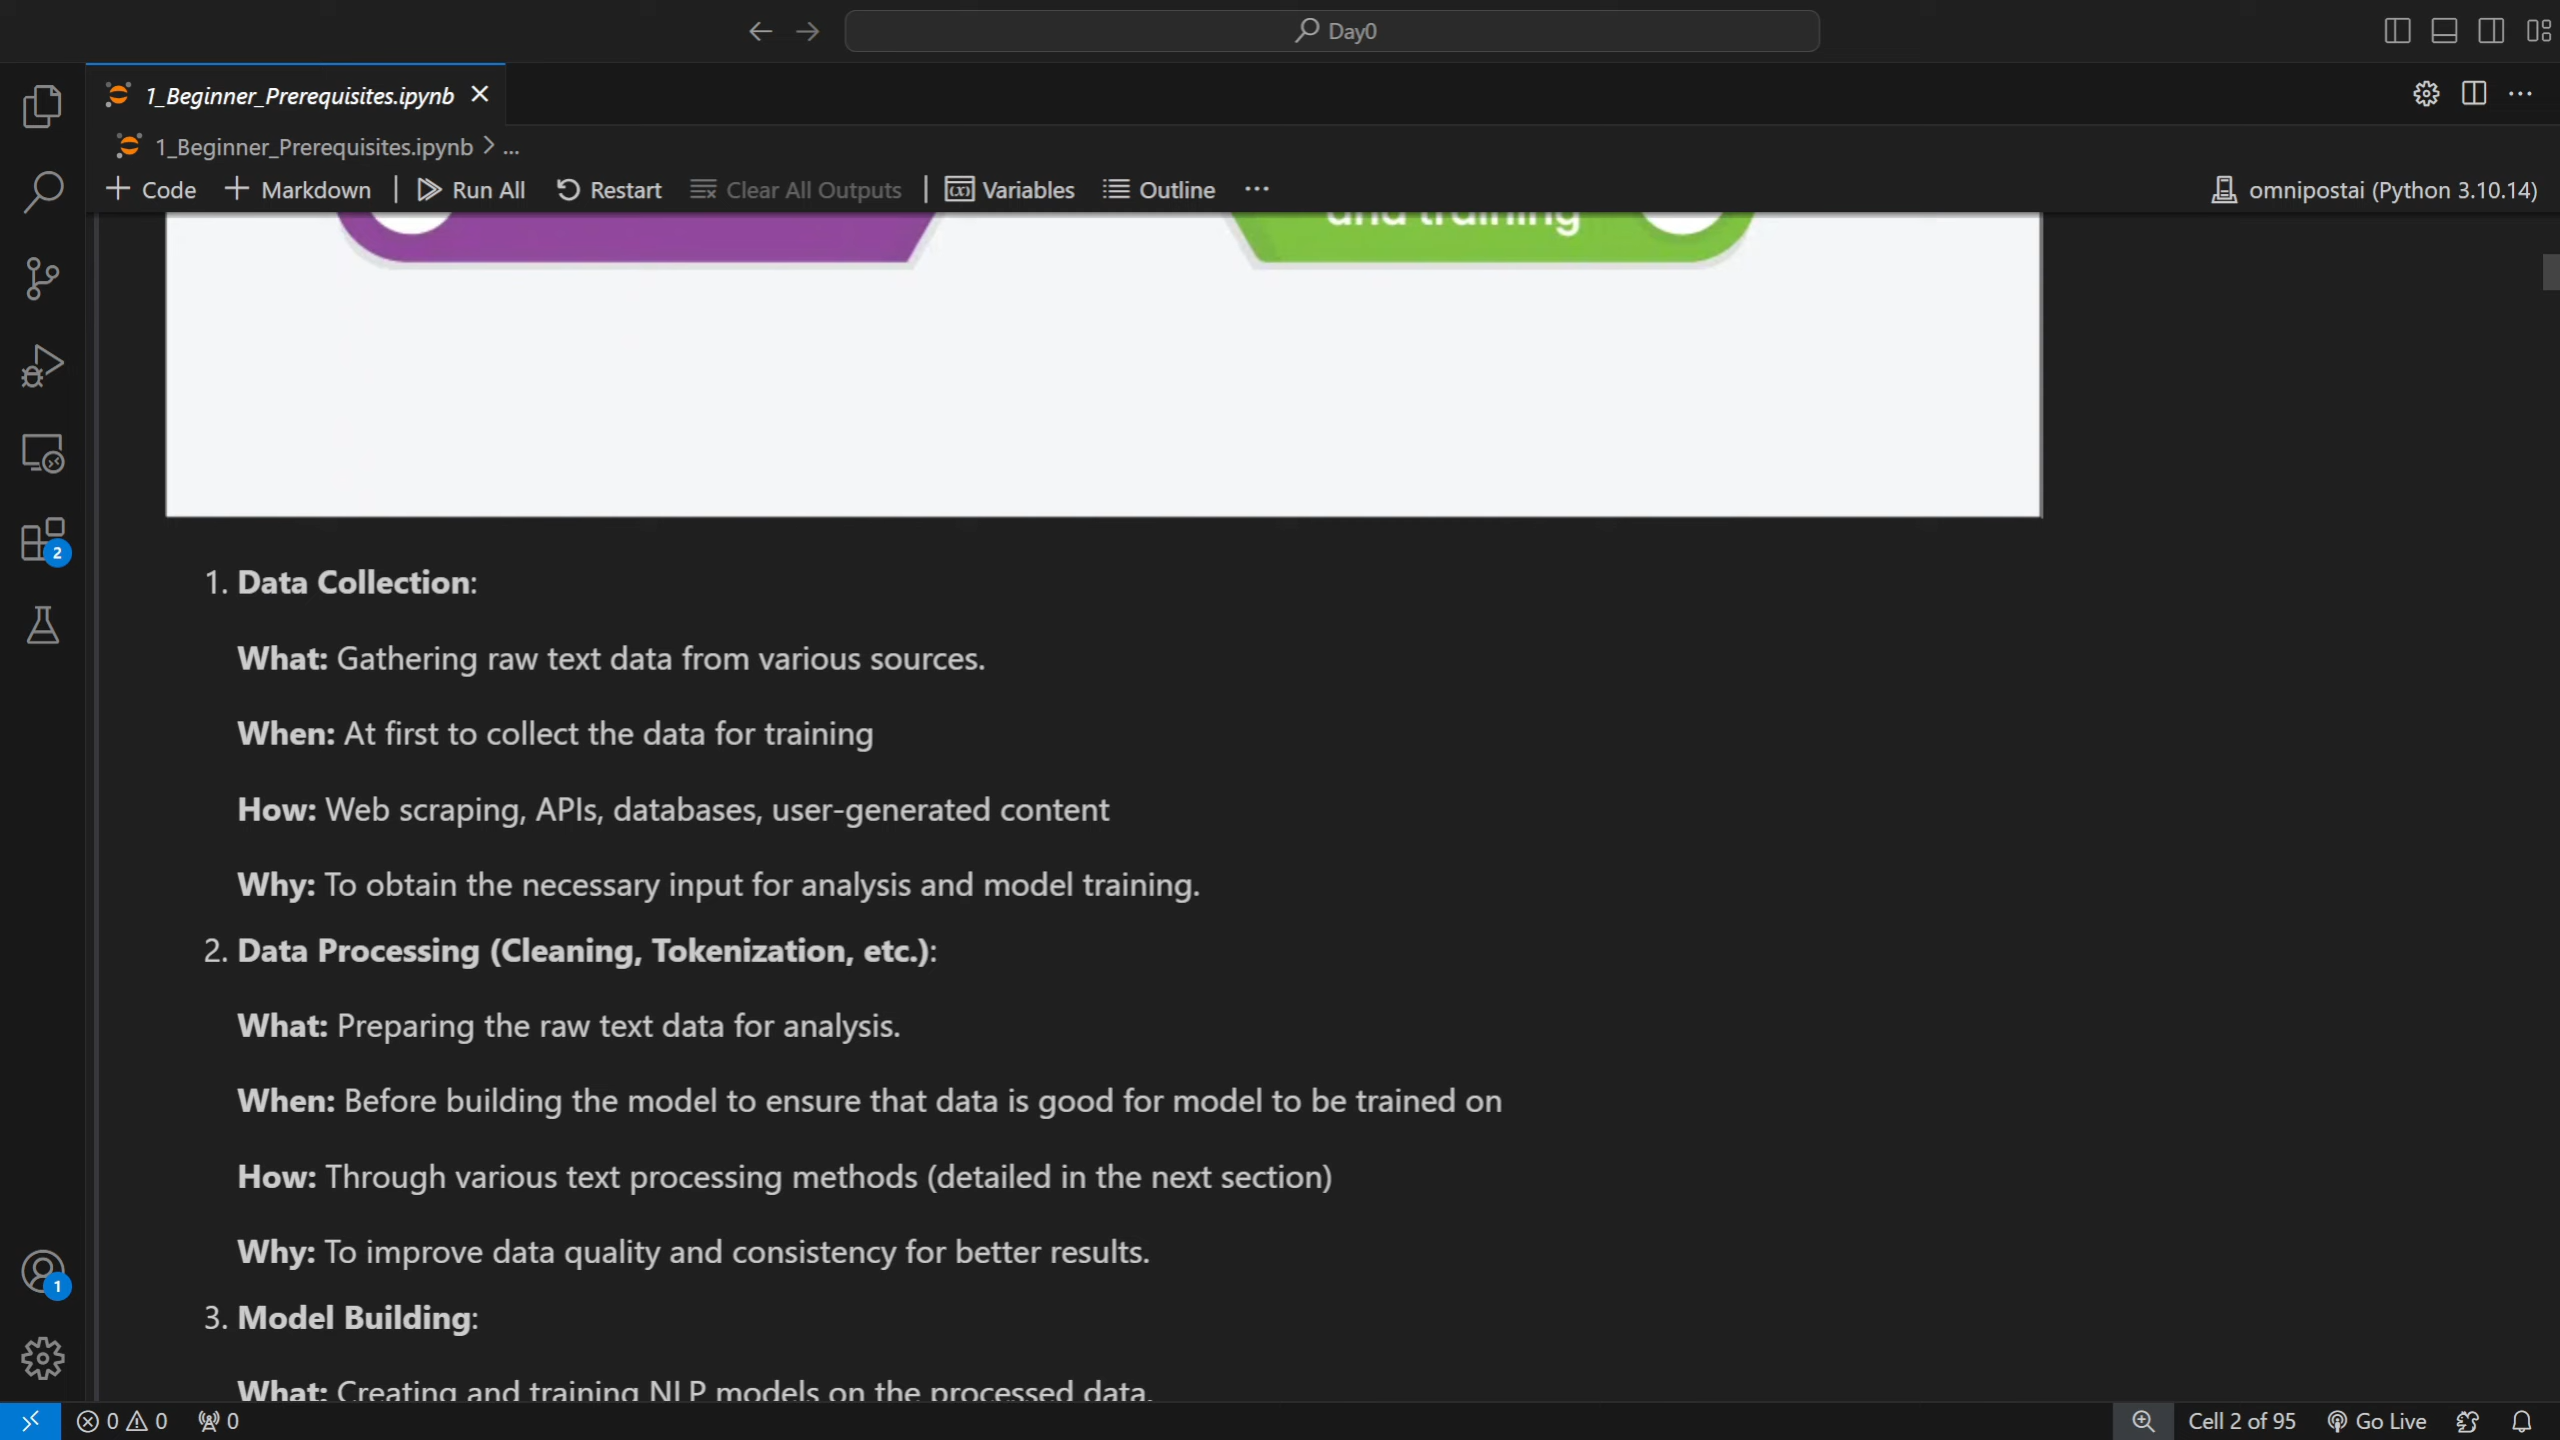 Day0
1_Beginner_Prerequisites.ipynb
1_Beginner_Prerequisites.ipynb > ...
Code Markdown Run All Restart Clear All Outputs Variables Outline ... omnipostai (Python 3.10.14)
and training
1. Data Collection:
What: Gathering raw text data from various sources.
When: At first to collect the data for training
How: Web scraping, APIs, databases, user-generated content
Why: To obtain the necessary input for analysis and model training.
2. Data Processing (Cleaning, Tokenization, etc.):
What: Preparing the raw text data for analysis.
When: Before building the model to ensure that data is good for model to be trained on
How: Through various text processing methods (detailed in the next section)
Why: To improve data quality and consistency for better results.
3. Model Building:
What: Creating and training NLP models on the processed data.
2
1
0 0 0 Cell 2 of 95 Go Live